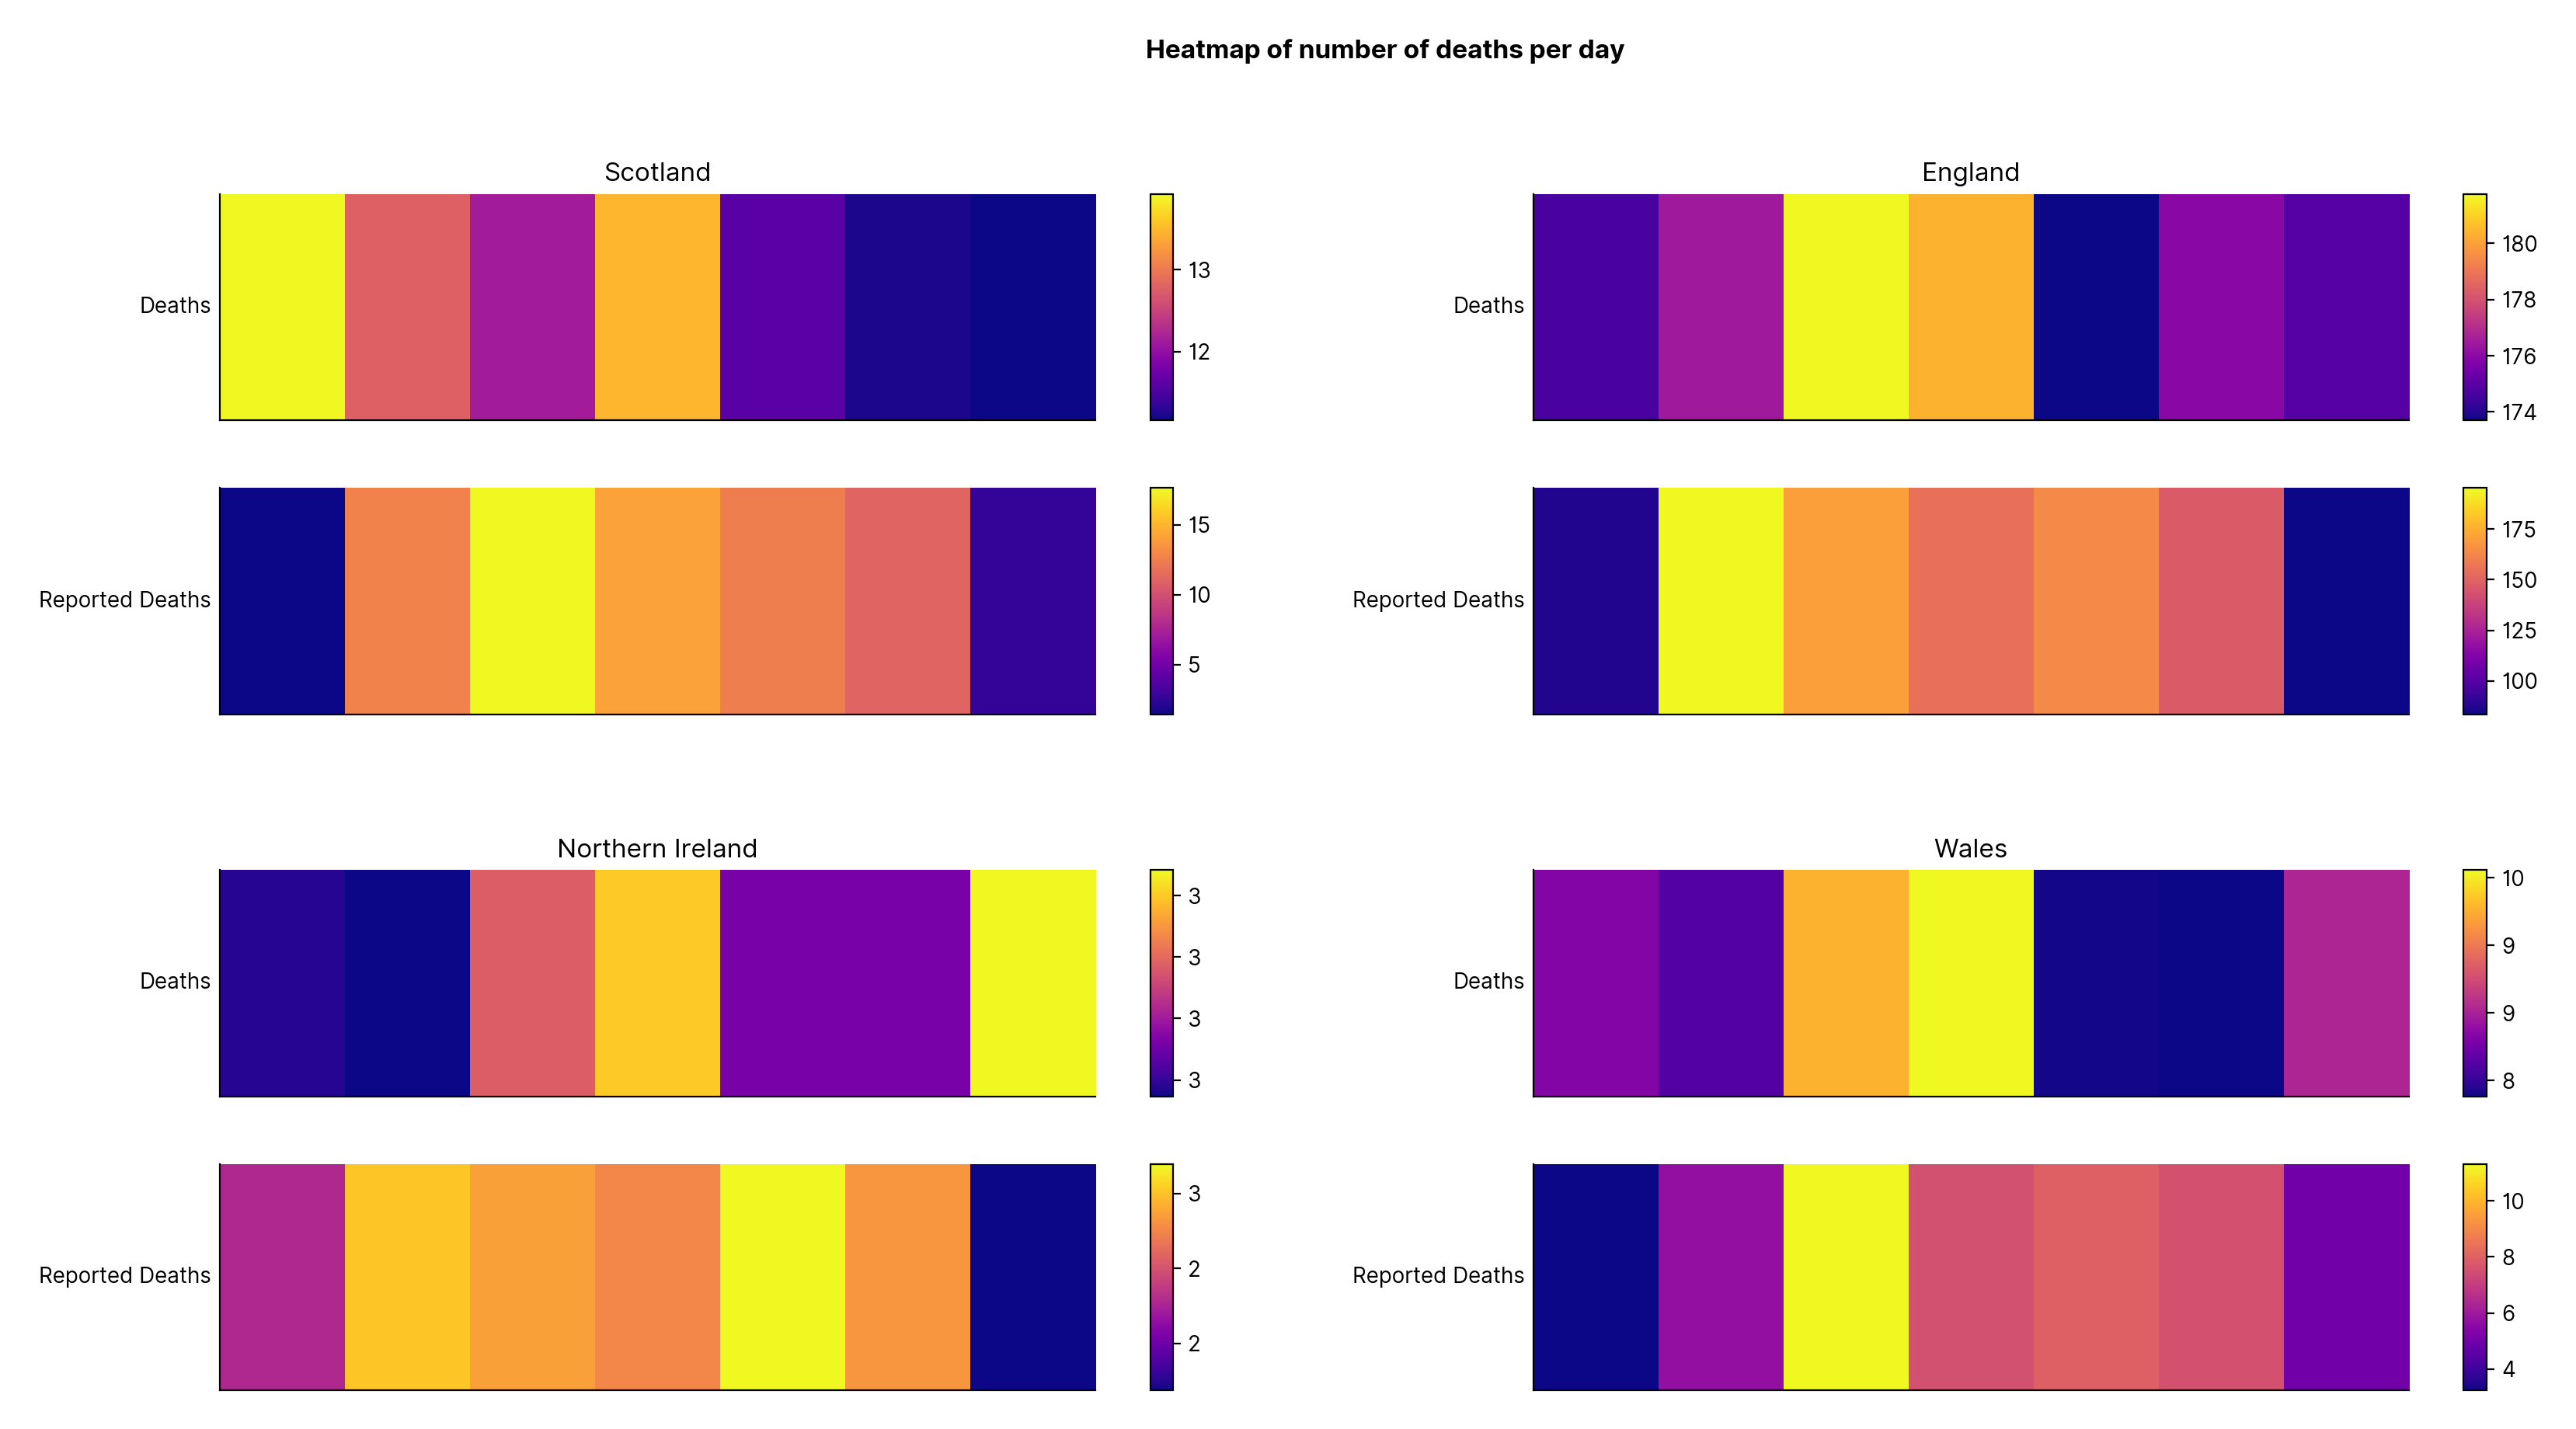 Heatmap of number of deaths per day
Scotland
Deaths
13
12
Reported Deaths
15
10
5
England
Deaths
180
178
176
174
Reported Deaths
175
150
125
100
Northern Ireland
Deaths
3
3
3
3
Reported Deaths
3
2
2
Wales
Deaths
10
9
9
8
Reported Deaths
10
8
6
4